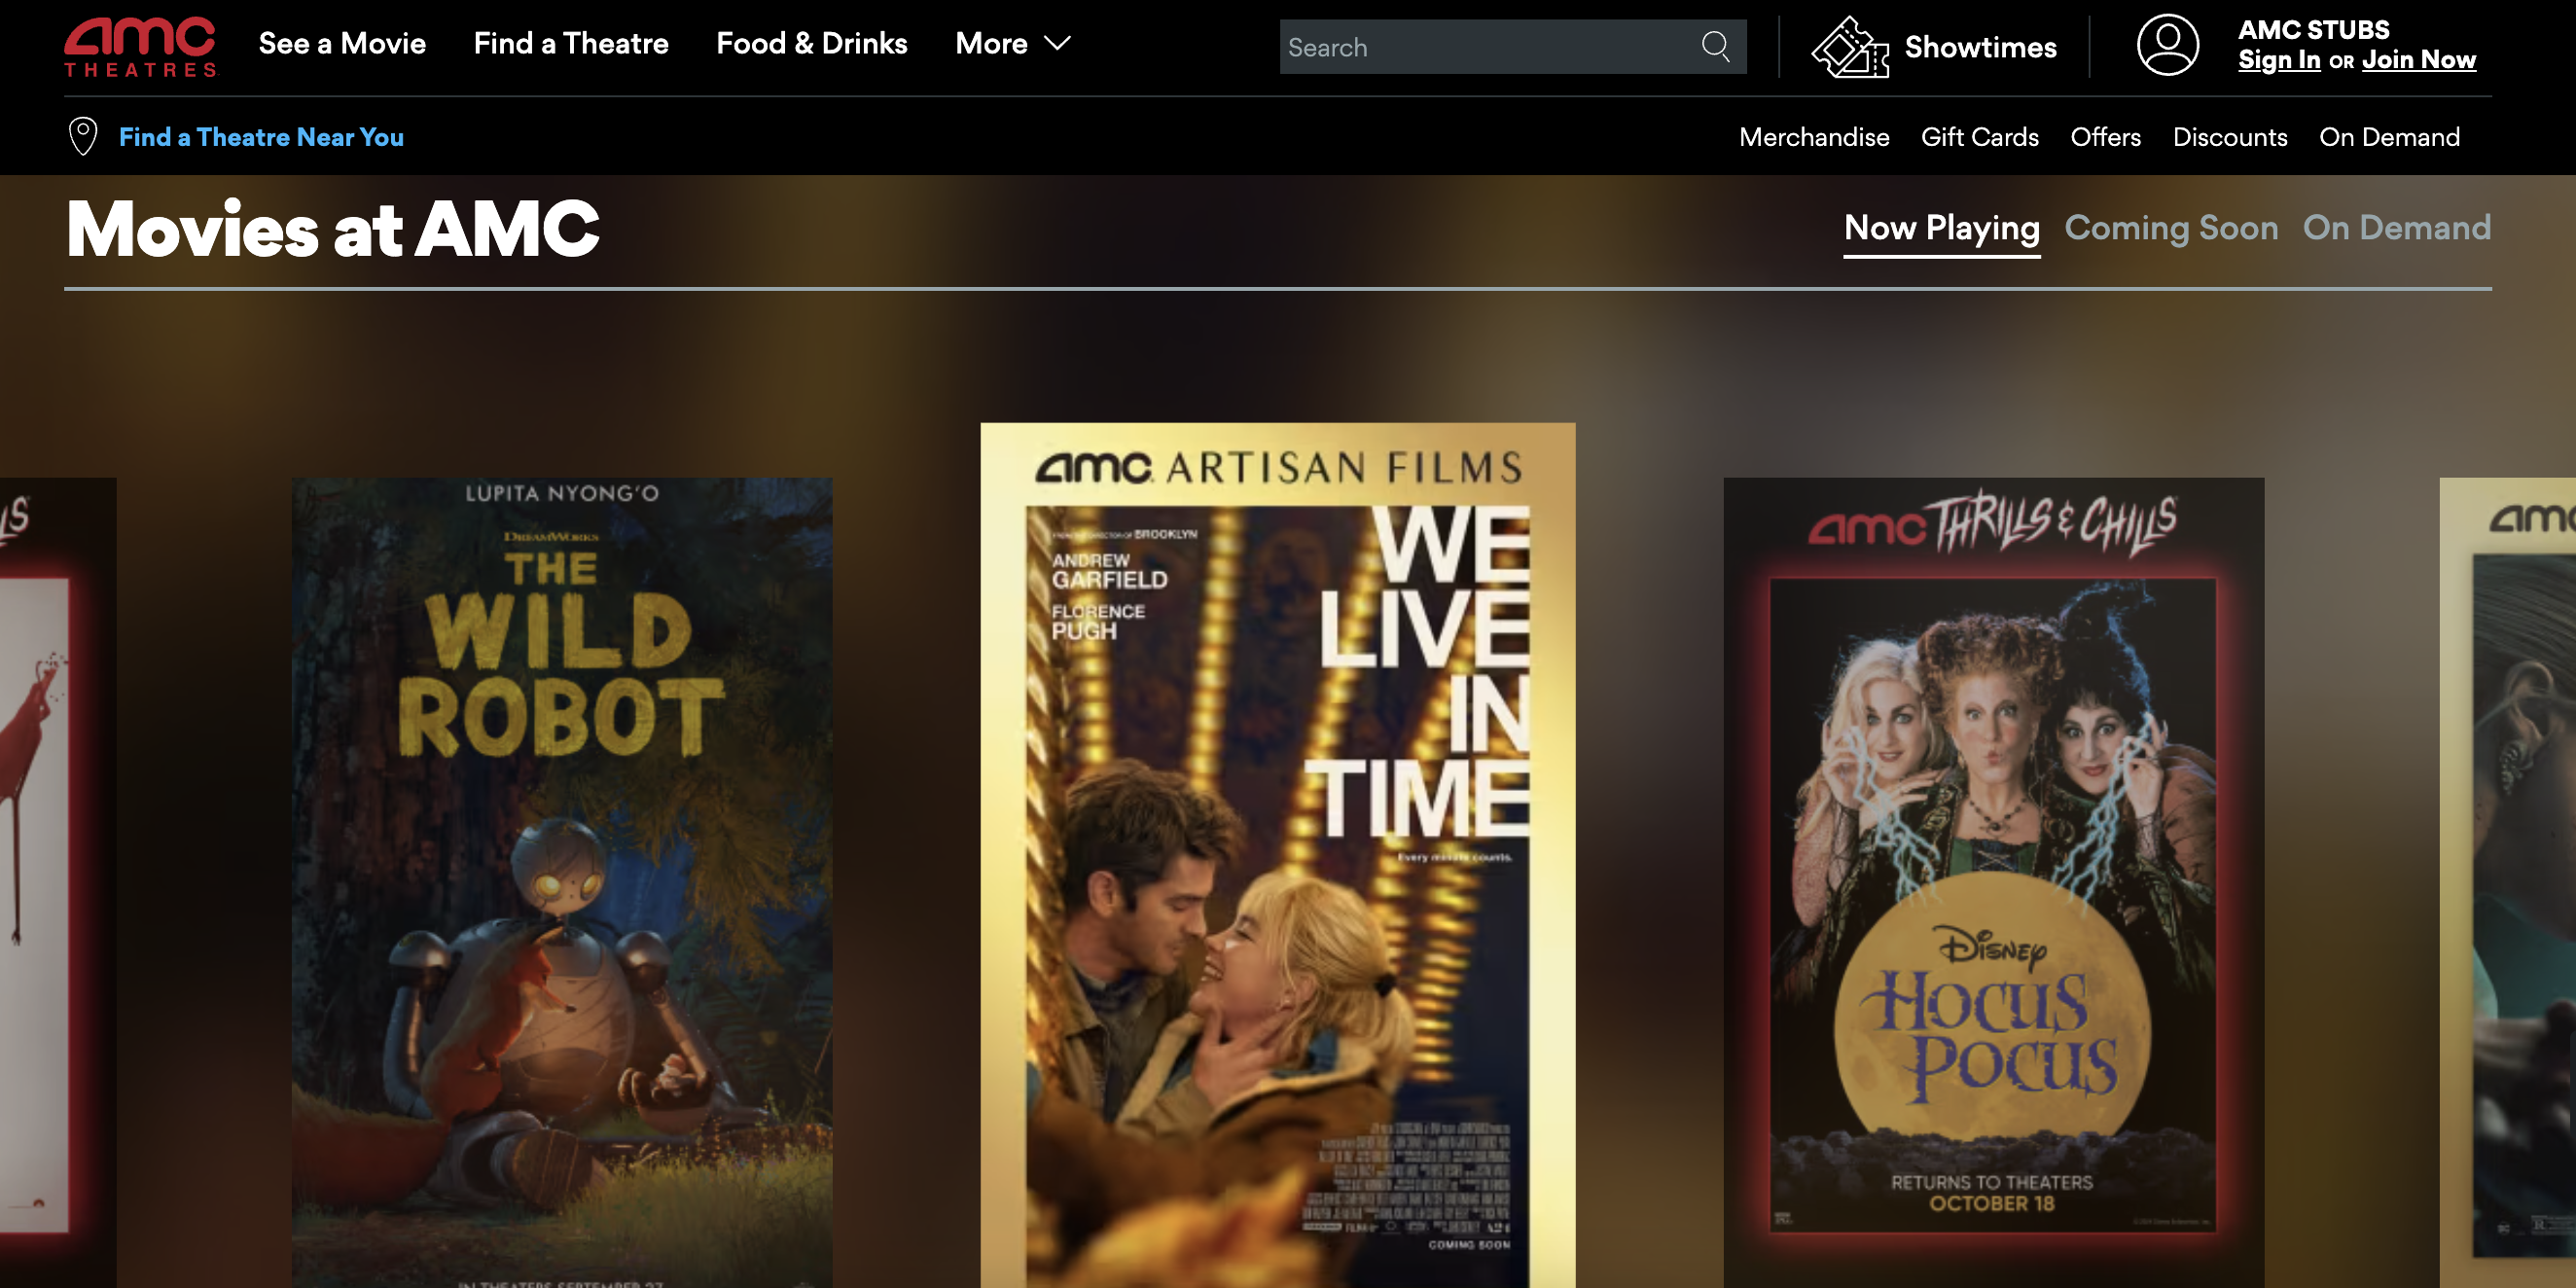 amc
THEATRES
See a Movie
Find a Theatre
Food & Drinks
More
Search
Showtimes
AMC STUBS
Sign In OR Join Now
Find a Theatre Near You
Merchandise
Gift Cards
Offers
Discounts
On Demand
Movies at AMC
Now Playing
Coming Soon
On Demand
LUPITA NYONG'O
DREAMWORKS
THE
WILD
ROBOT
IN THEATERS SEPTEMBER 27
amc ARTISAN FILMS
DIRECTOR OF BROOKLYN
ANDREW
GARFIELD
FLORENCE
PUGH
WE
LIVE
IN
TIME
Every minute counts.
A24
COMING SOON
amc THRILLS & CHILLS
DISNEY
HOCUS
POCUS
RETURNS TO THEATERS
OCTOBER 18